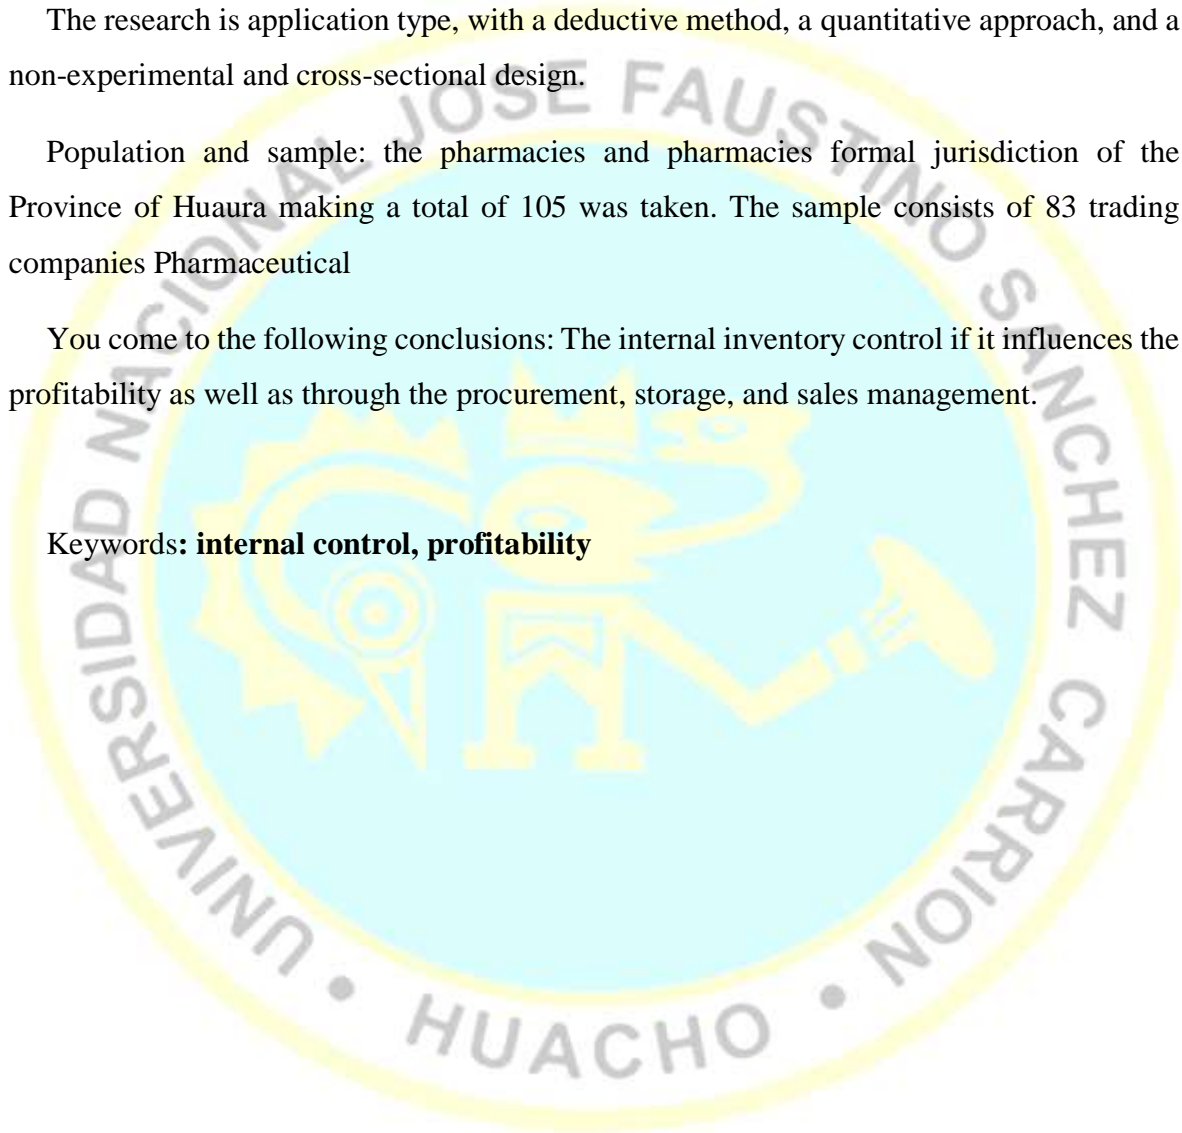 The research is application type, with a deductive method, a quantitative approach, and a
non-experimental and cross-sectional design.
Population and sample: the pharmacies and pharmacies formal jurisdiction of the
Province of Huaura making a total of 105 was taken. The sample consists of 83 trading
companies Pharmaceutical
You come to the following conclusions: The internal inventory control if it influences the
profitability as well as through the procurement, storage, and sales management.
Keywords: internal control, profitability
UNIVERSIDAD NACIONAL JOSE FAUSTINO SANCHEZ CARRION
• HUACHO •